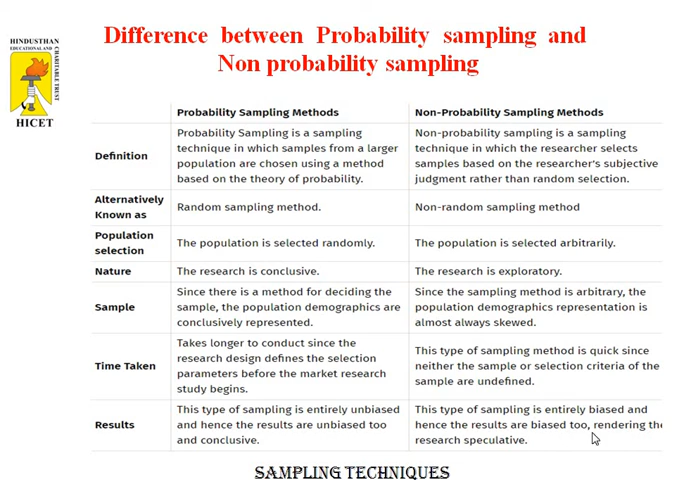 HINDUSTHAN
EDUCATIONAL AND
CHARITABLE TRUST
HICET
Difference between Probability sampling and
Non probability sampling
Probability Sampling Methods Non-Probability Sampling Methods
Definition
Probability Sampling is a sampling
technique in which samples from a larger
population are chosen using a method
based on the theory of probability.
Non-probability sampling is a sampling
technique in which the researcher selects
samples based on the researcher's subjective
judgment rather than random selection.
Alternatively
Known as
Random sampling method.
Non-random sampling method
Population
selection
The population is selected randomly.
The population is selected arbitrarily.
Nature
The research is conclusive.
The research is exploratory.
Sample
Since there is a method for deciding the
sample, the population demographics are
conclusively represented.
Since the sampling method is arbitrary, the
population demographics representation is
almost always skewed.
Time Taken
Takes longer to conduct since the
research design defines the selection
parameters before the market research
study begins.
This type of sampling method is quick since
neither the sample or selection criteria of the
sample are undefined.
Results
This type of sampling is entirely unbiased
and hence the results are unbiased too
and conclusive.
This type of sampling is entirely biased and
hence the results are biased too, rendering the
research speculative.
SAMPLING TECHNIQUES